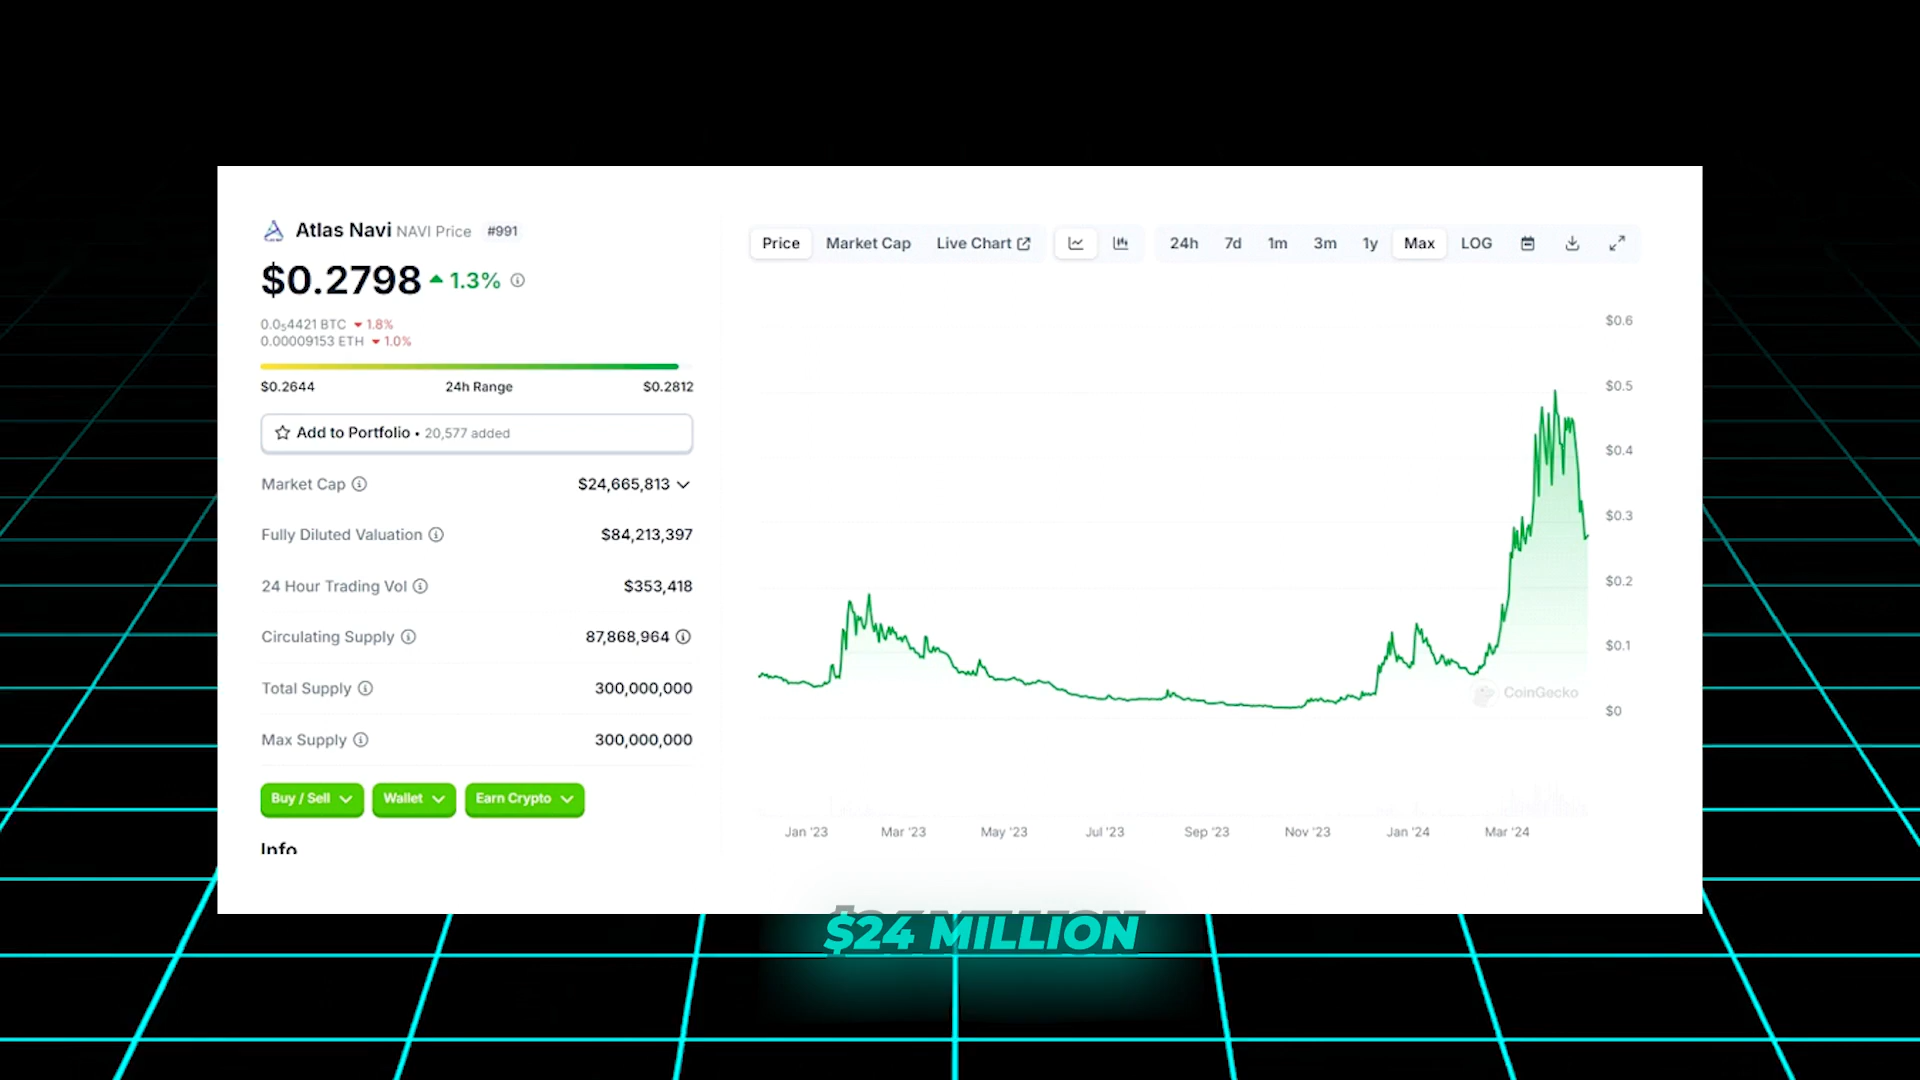 Atlas Navi NAVI Price #991
$0.2798 1.3%
0.0₅4421 BTC 1.8%
0.00009153 ETH 1.0%
$0.2644 24h Range $0.2812
Add to Portfolio • 20,577 added
Market Cap $24,665,813
Fully Diluted Valuation $84,213,397
24 Hour Trading Vol $353,418
Circulating Supply 87,868,964
Total Supply 300,000,000
Max Supply 300,000,000
Buy / Sell Wallet Earn Crypto
Info
Price Market Cap Live Chart 24h 7d 1m 3m 1y Max LOG
$0.6
$0.5
$0.4
$0.3
$0.2
$0.1
$0
CoinGecko
Jan '23 Mar '23 May '23 Jul '23 Sep '23 Nov '23 Jan '24 Mar '24
$24 MILLION